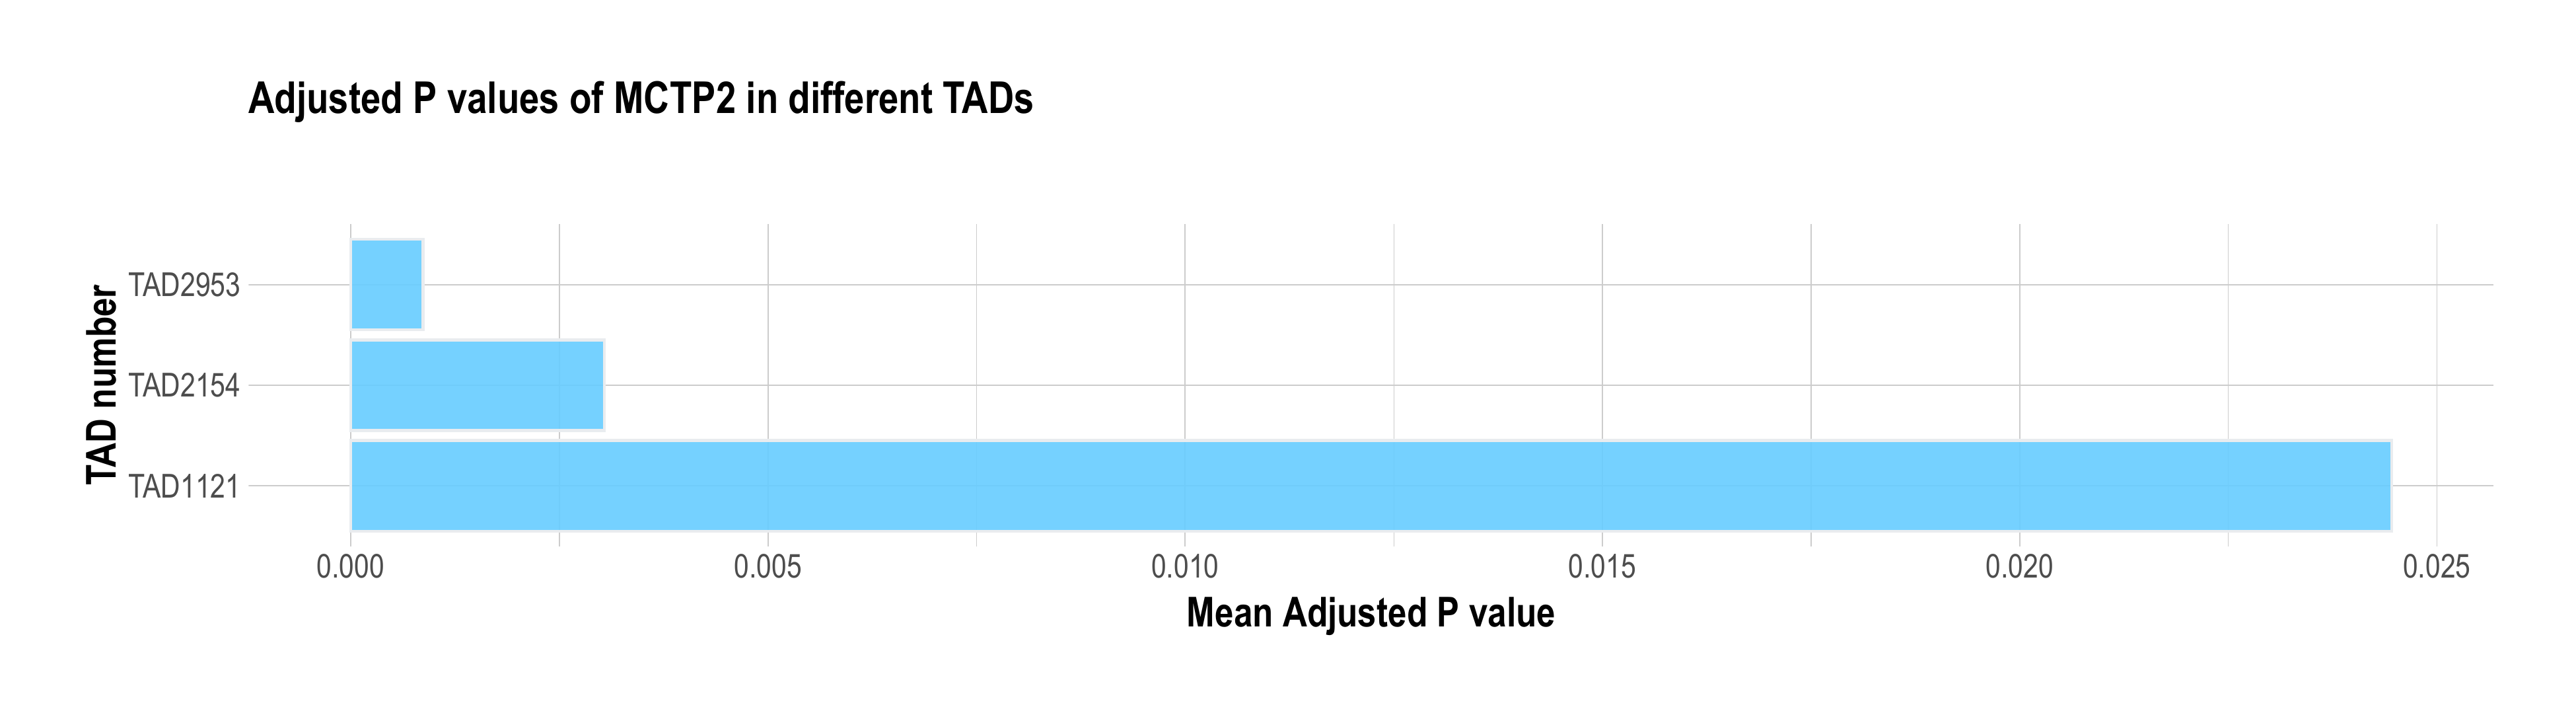 Adjusted P values of MCTP2 in different TADs
TAD number
TAD2953
TAD2154
TAD1121
0.000 0.005 0.010 0.015 0.020 0.025
Mean Adjusted P value